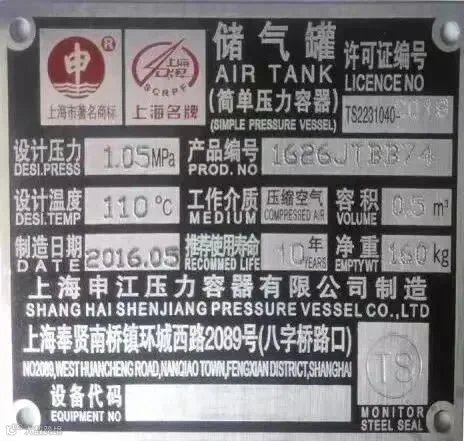 申®
上海市著名商标
上海名牌
SCRPF
上海名牌
储气罐
AIR TANK
(简单压力容器)
(SIMPLE PRESSURE VESSEL)
许可证编号
LICENCE NO
TS2231040-2018
设计压力 1.05MPa 产品编号 1626JTBB74
DESI.PRESS PROD. NO
设计温度 110℃ 工作介质 压缩空气 容积 0.5m³
DESI.TEMP MEDIUM COMPRESSED AIR VOLUME
制造日期 2016.05 推荐使用寿命 10年 净重 160kg
DATE RECOMMED LIFE YEARS EMPTYWT
上海申江压力容器有限公司制造
SHANG HAI SHENJIANG PRESSURE VESSEL CO.,LTD
上海奉贤南桥镇环城西路2089号(八字桥路口)
NO2089,WEST HUANCHENG ROAD,NANQIAO TOWN,FENGXIAN DISTRICT,SHANGHAI
设备代码
EQUIPMENT NO
TS
MONITOR
STEEL SEAL